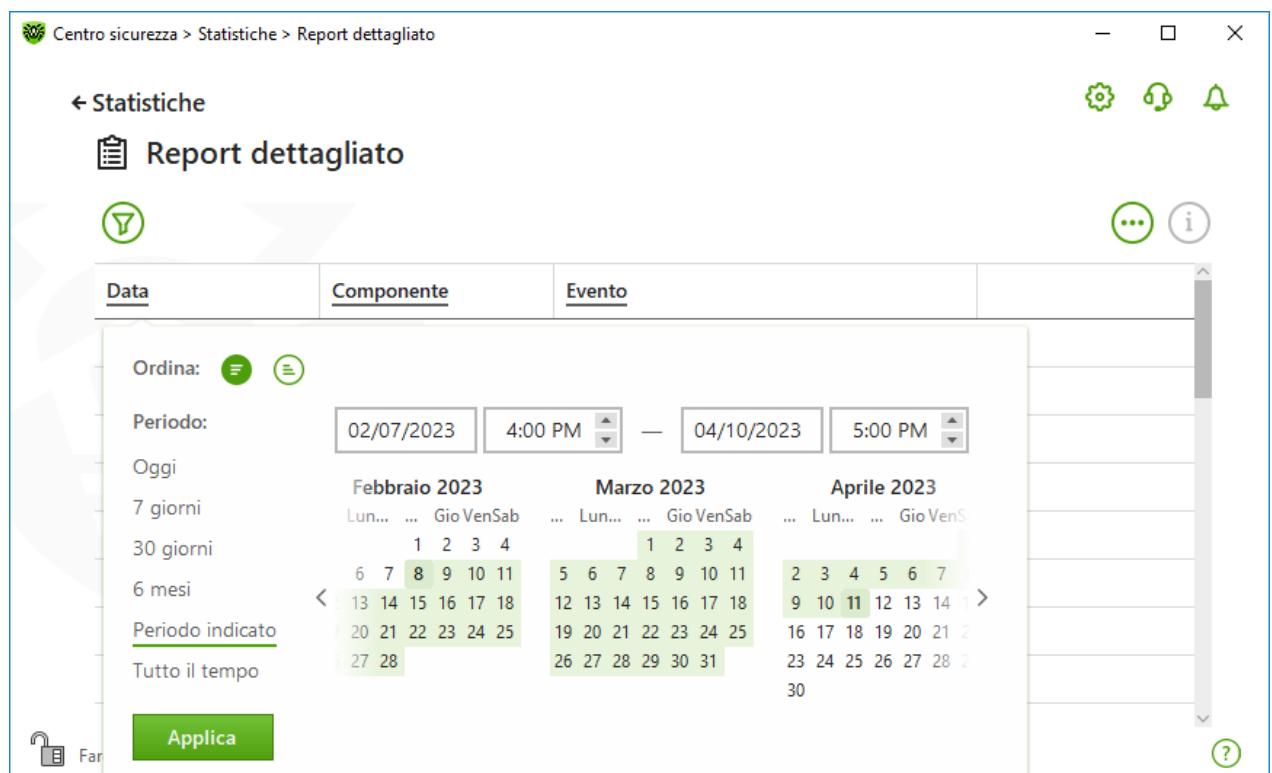 Centro sicurezza > Statistiche > Report dettagliato
Statistiche
Report dettagliato
Data Componente Evento
Ordina:
Periodo:
02/07/2023 4:00 PM — 04/10/2023 5:00 PM
Oggi
7 giorni
30 giorni
6 mesi
Periodo indicato
Tutto il tempo
Febbraio 2023 Marzo 2023 Aprile 2023
Lun... ... Gio Ven Sab ... Lun... ... Gio Ven Sab ... Lun... ... Gio Ven
1 2 3 4 1 2 3 4
6 7 8 9 10 11 5 6 7 8 9 10 11 2 3 4 5 6 7
13 14 15 16 17 18 12 13 14 15 16 17 18 9 10 11 12 13 14
20 21 22 23 24 25 19 20 21 22 23 24 25 16 17 18 19 20 21
27 28 26 27 28 29 30 31 23 24 25 26 27 28
30
Applica
Far